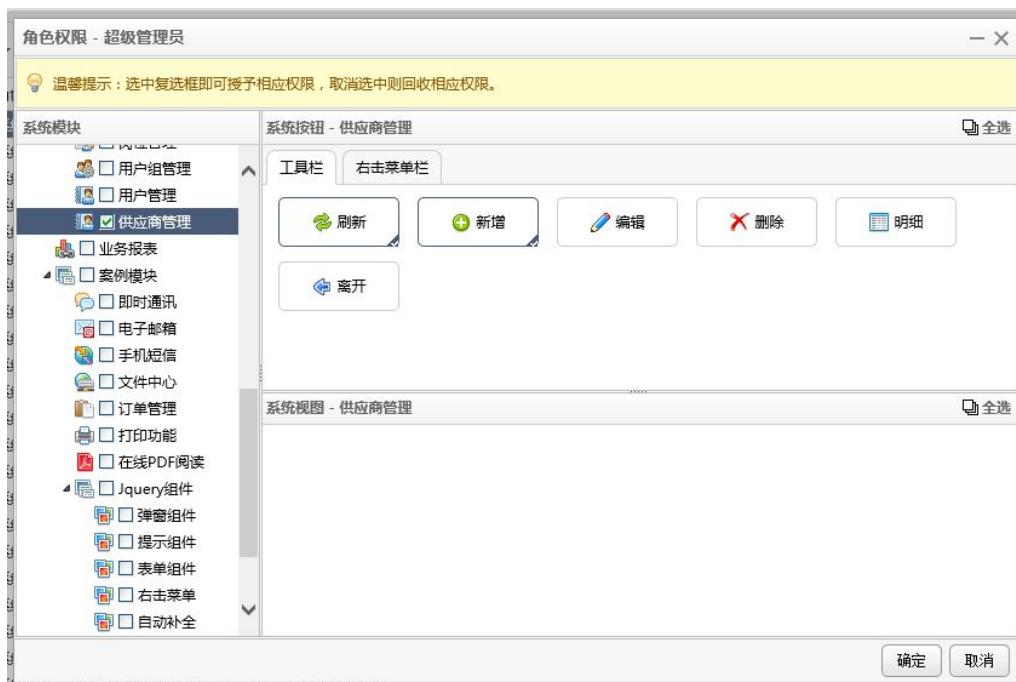 角色权限 - 超级管理员
温馨提示：选中复选框即可授予相应权限，取消选中则回收相应权限。
系统模块
用户组管理
用户管理
供应商管理
业务报表
案例模块
即时通讯
电子邮箱
手机短信
文件中心
订单管理
打印功能
在线PDF阅读
Jquery组件
弹窗组件
提示组件
表单组件
右击菜单
自动补全
系统按钮 - 供应商管理
全选
工具栏
右击菜单栏
刷新
新增
编辑
删除
明细
离开
系统视图 - 供应商管理
全选
确定
取消